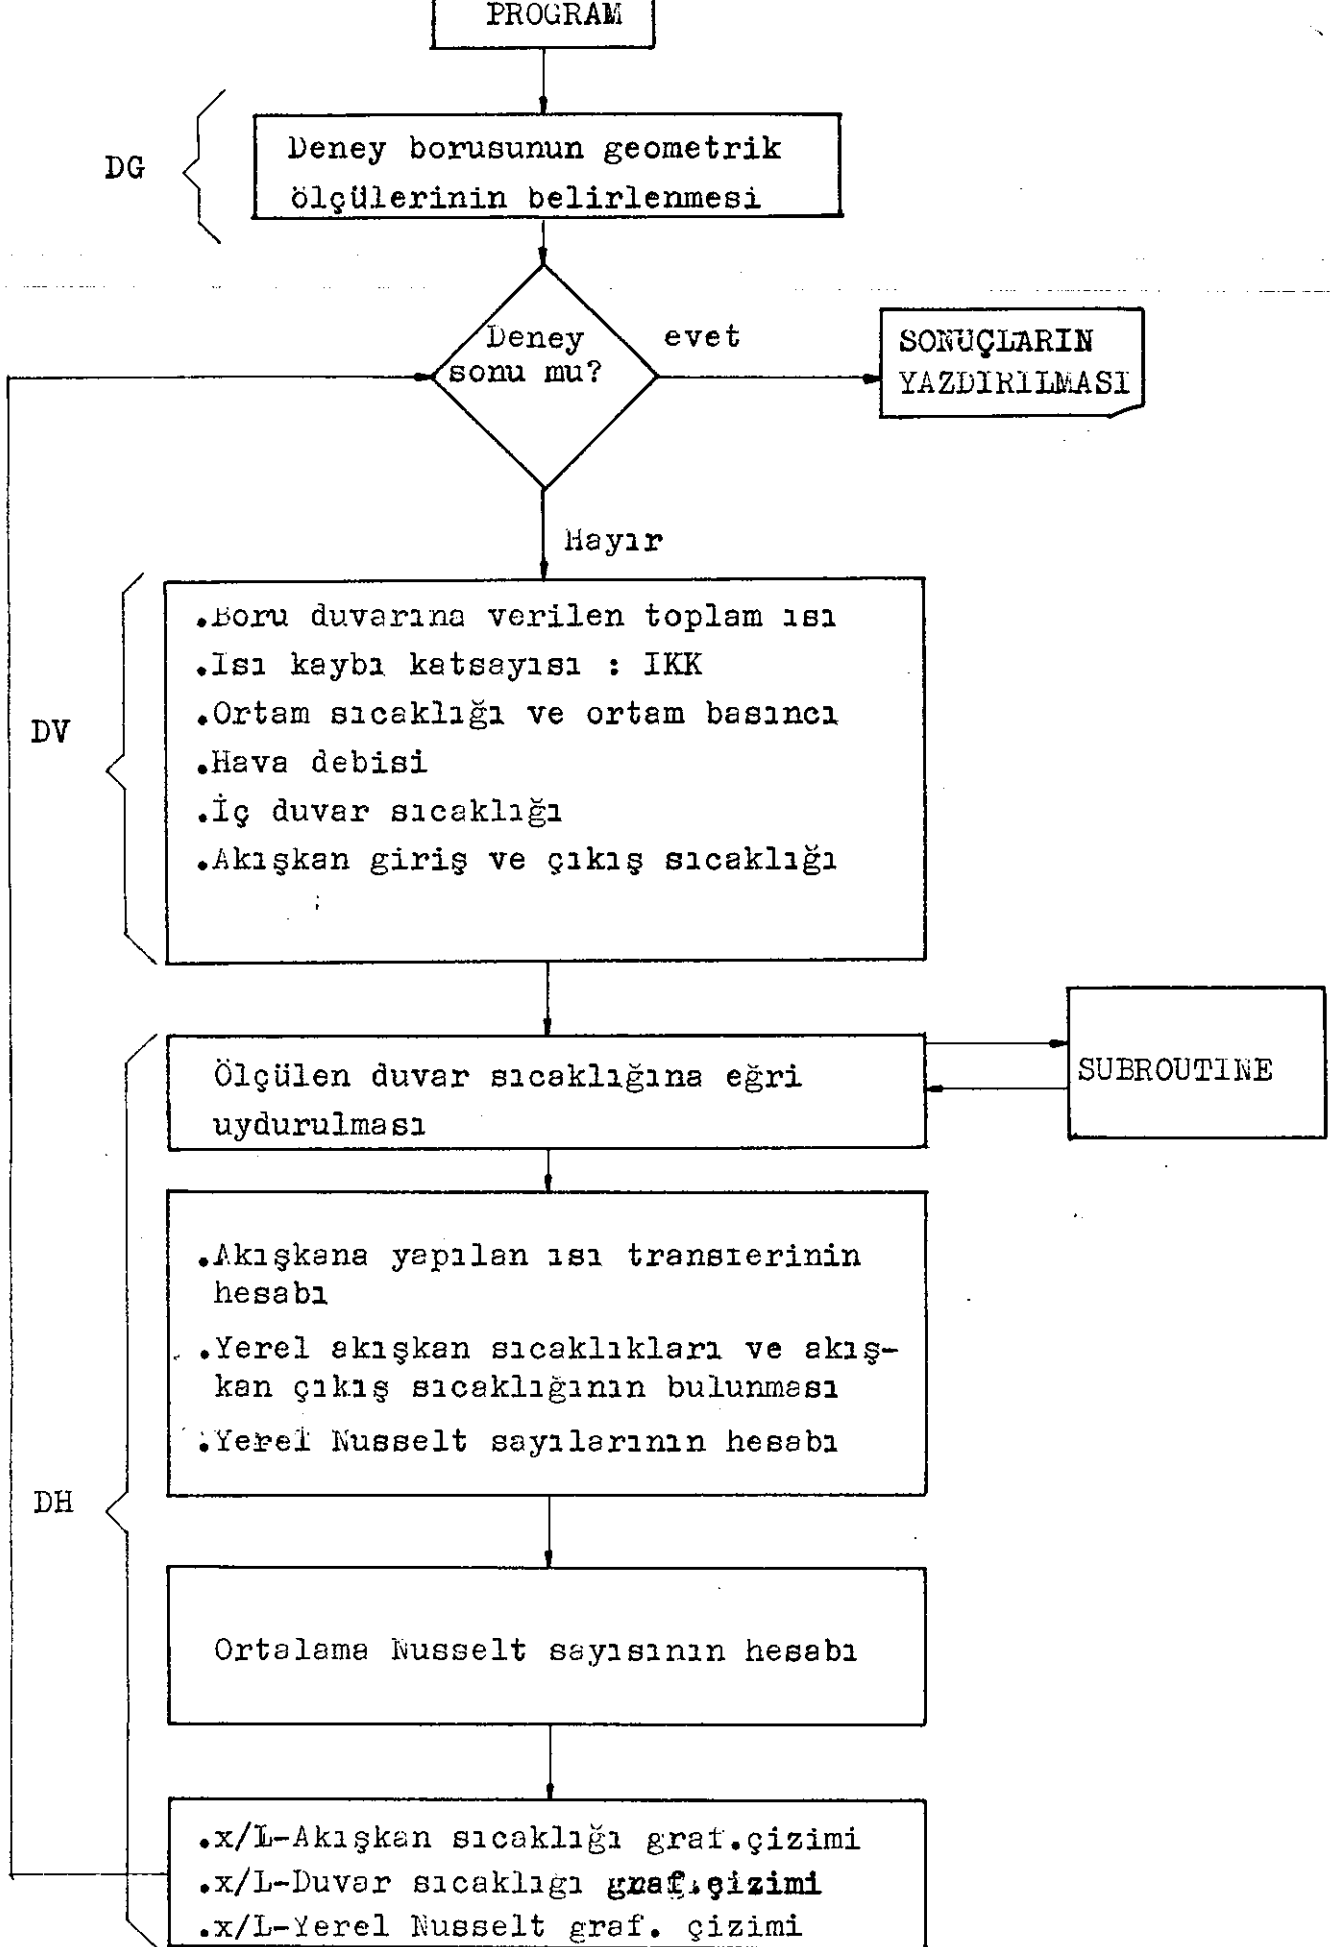 PROGRAM
DG
Deney borusunun geometrik
ölçülerinin belirlenmesi
Deney
sonu mu?
evet
SONUÇLARIN
YAZDIRILMASI
Hayır
DV
.Boru duvarına verilen toplam ısı
.Isı kaybı katsayısı : IKK
.Ortam sıcaklığı ve ortam basıncı
.Hava debisi
.İç duvar sıcaklığı
.Akışkan giriş ve çıkış sıcaklığı
Ölçülen duvar sıcaklığına eğri
uydurulması
SUBROUTINE
DH
.Akışkana yapılan ısı transferinin
hesabı
.Yerel akışkan sıcaklıkları ve akış-
kan çıkış sıcaklığının bulunması
.Yerel Nusselt sayılarının hesabı
Ortalama Nusselt sayısının hesabı
.x/L-Akışkan sıcaklığı graf.çizimi
.x/L-Duvar sıcaklıgı graf.çizimi
.x/L-Yerel Nusselt graf. çizimi